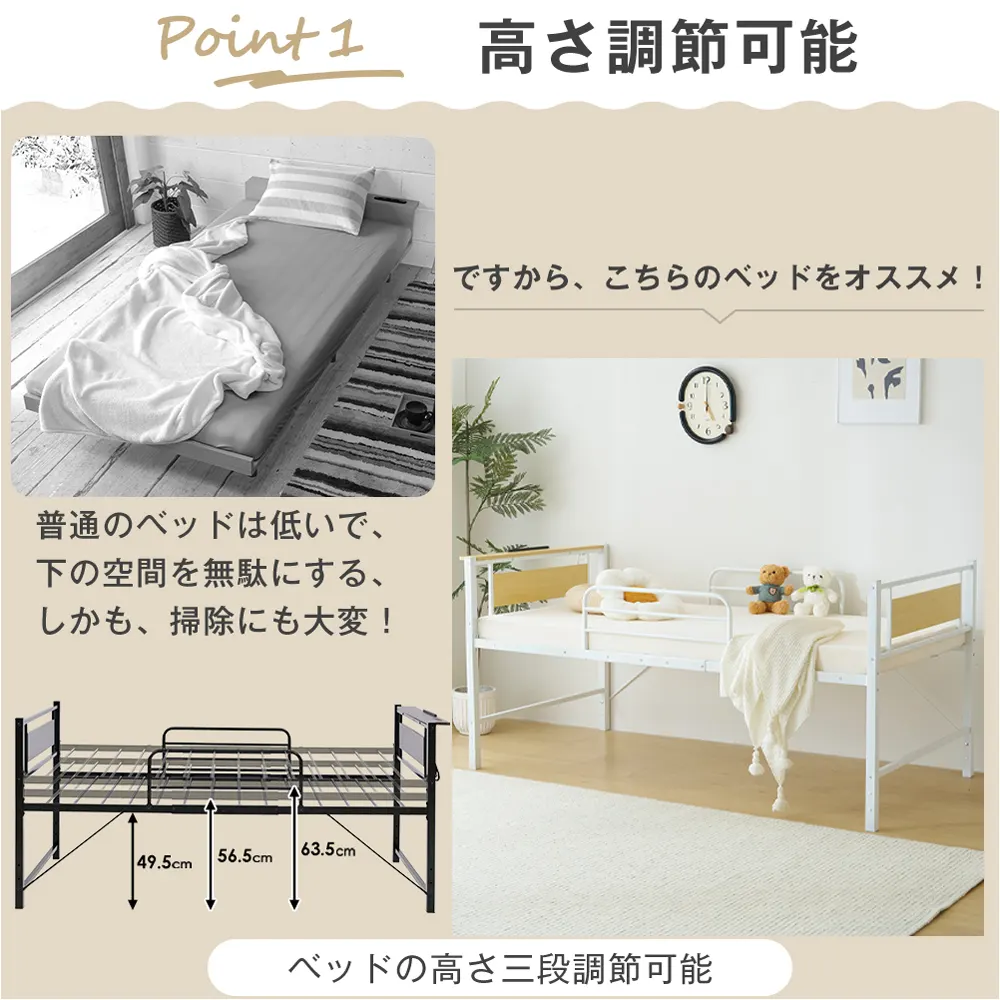 Point 1
高さ調節可能
ですから、こちらのベッドをオススメ！
普通のベッドは低いで、
下の空間を無駄にする、
しかも、掃除にも大変！
49.5cm
56.5cm
63.5cm
ベッドの高さ三段調節可能